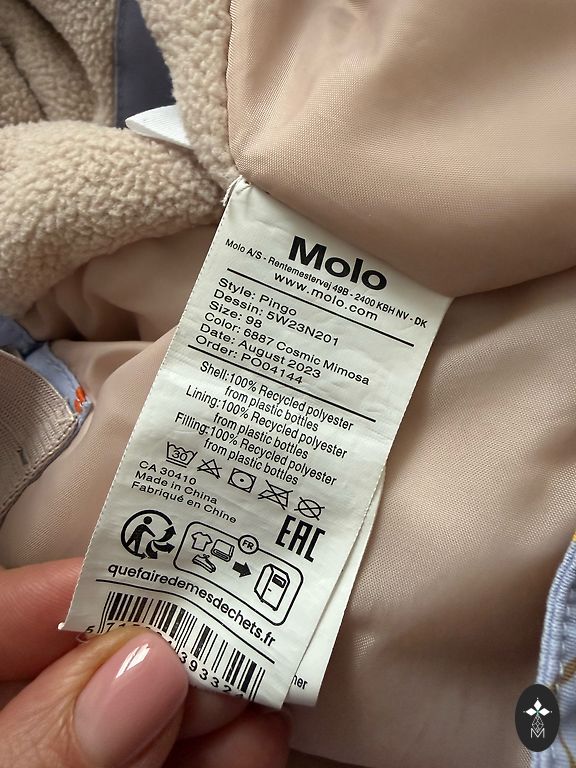 Molo
Molo A/S - Rentemestervej 49B - 2400 KBH NV - DK
www.molo.com
Style: Pingo
Dessin: 5W23N201
Size: 98
Color: 6887 Cosmic Mimosa
Date: August 2023
Order: PO04144
Shell:100% Recycled polyester
from plastic bottles
Lining:100% Recycled polyester
from plastic bottles
Filling:100% Recycled polyester
from plastic bottles
30
CA 30410
Made in China
Fabriqué en Chine
EAC
FR
quefairedemesdechets.fr
M